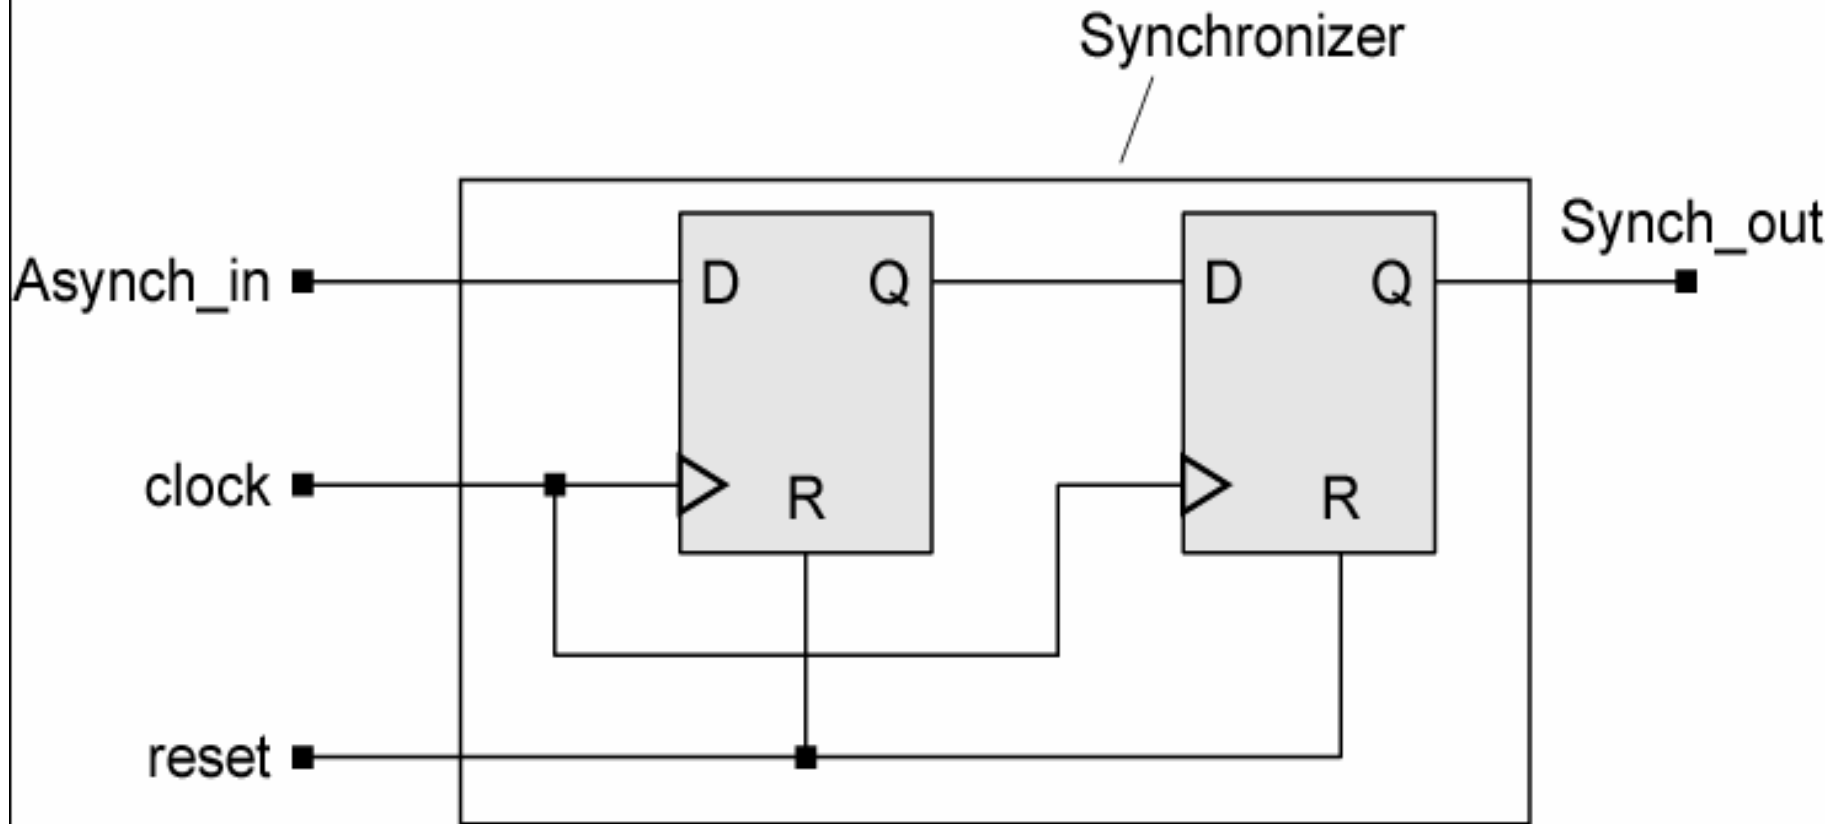 Synchronizer
Synch_out
Asynch_in
D Q D Q
clock
R R
reset